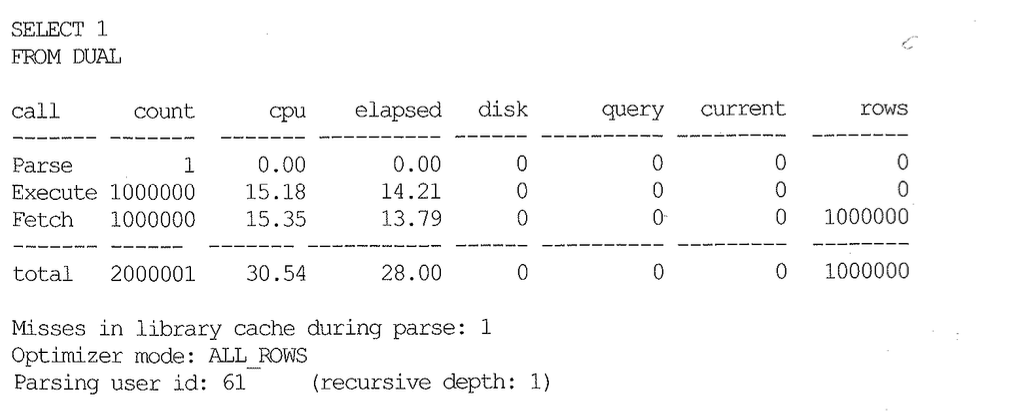 SELECT 1
FROM DUAL
call count cpu elapsed disk query current rows
------- ------ -------- ---------- ------ ---------- --------- --------
Parse 1 0.00 0.00 0 0 0 0
Execute 1000000 15.18 14.21 0 0 0 0
Fetch 1000000 15.35 13.79 0 0 0 1000000
------- ------ -------- ---------- ------ ---------- --------- --------
total 2000001 30.54 28.00 0 0 0 1000000
Misses in library cache during parse: 1
Optimizer mode: ALL_ROWS
Parsing user id: 61 (recursive depth: 1)